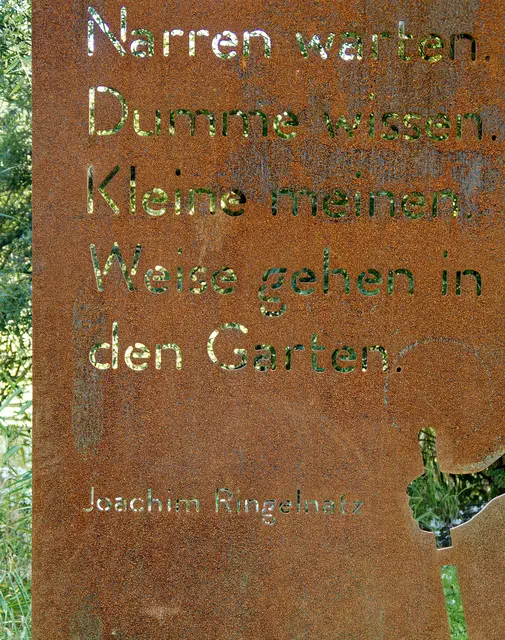 Narren warten.
Dumme wissen.
Kleine meinen.
Weise gehen in
den Garten.
Joachim Ringelnatz